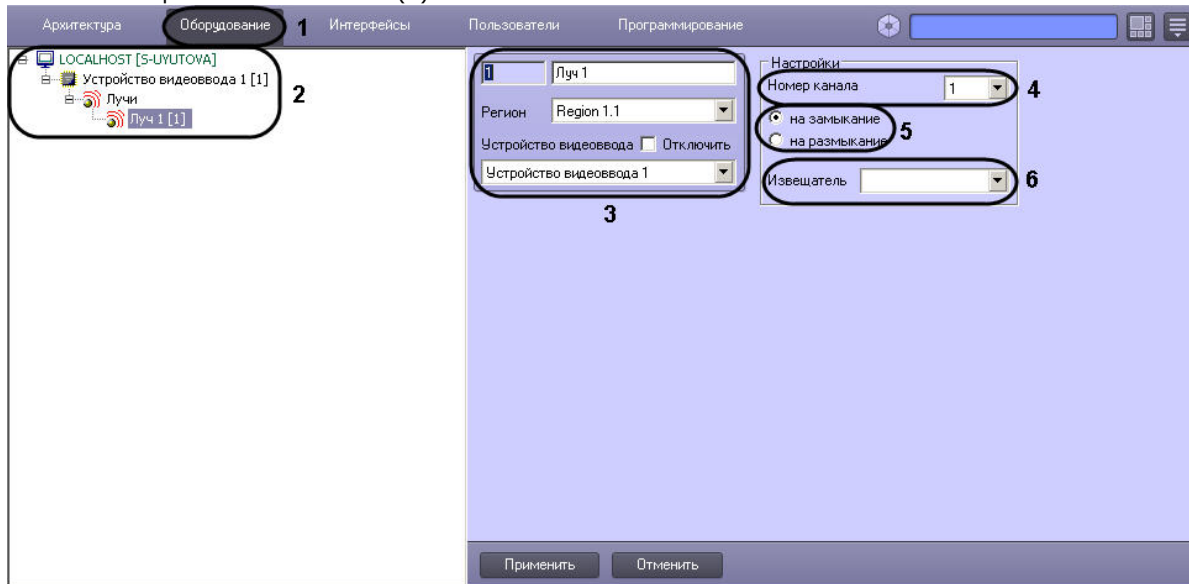 Архитектура Оборудование 1 Интерфейсы Пользователи Программирование
LOCALHOST [S-UYUTOVA]
Устройство видеоввода 1 [1]
Лучи
Луч 1 [1]
2
1 Луч 1
Регион Region 1.1
Устройство видеоввода Отключить
Устройство видеоввода 1
3
Настройки
Номер канала 1 4
на замыкание
на размыкание
5
Извещатель 6
Применить Отменить